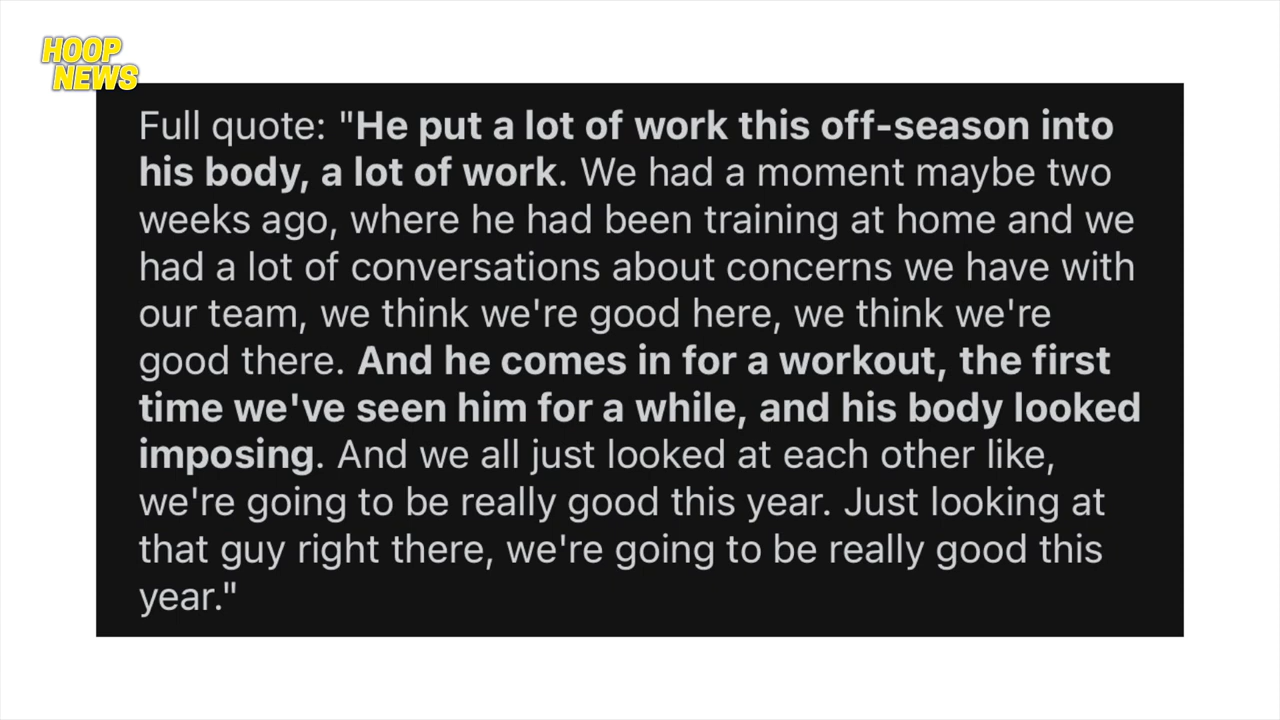 HOOP
NEWS
Full quote: "He put a lot of work this off-season into
his body, a lot of work. We had a moment maybe two
weeks ago, where he had been training at home and we
had a lot of conversations about concerns we have with
our team, we think we're good here, we think we're
good there. And he comes in for a workout, the first
time we've seen him for a while, and his body looked
imposing. And we all just looked at each other like,
we're going to be really good this year. Just looking at
that guy right there, we're going to be really good this
year."